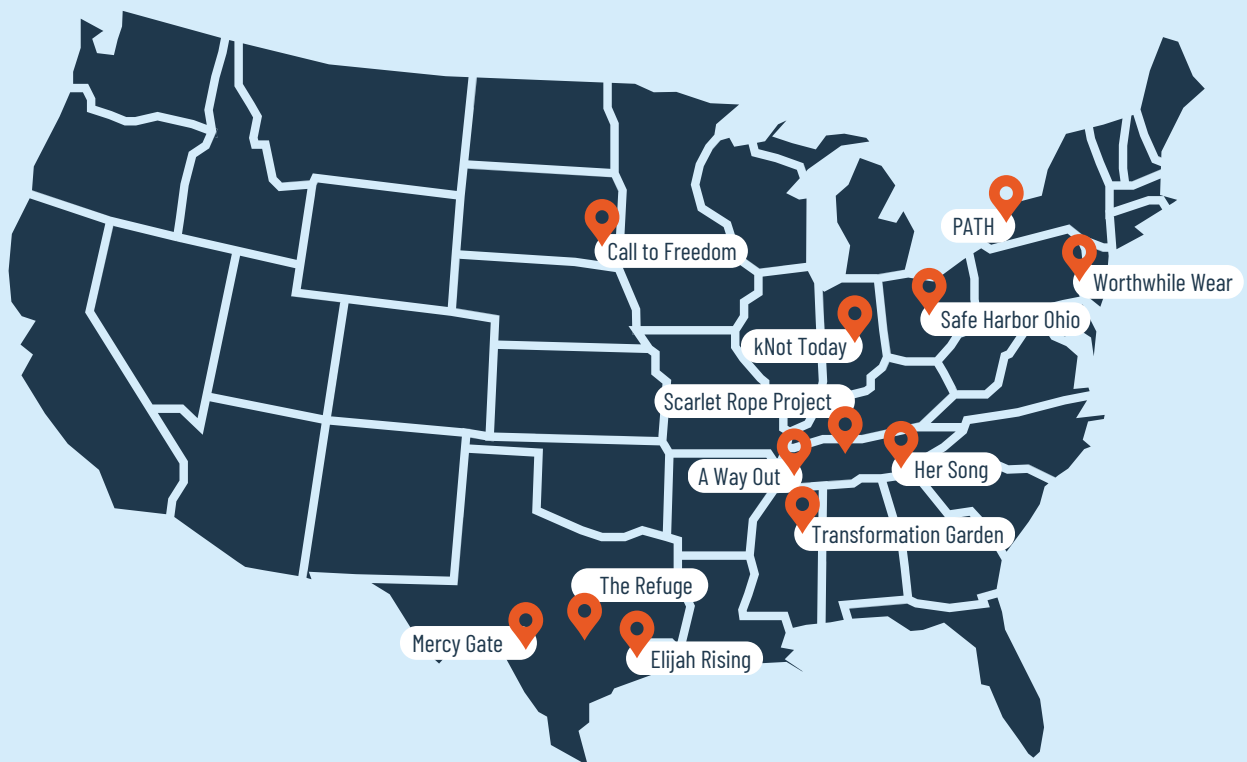 PATH
Call to Freedom
Worthwhile Wear
Safe Harbor Ohio
kNot Today
Scarlet Rope Project
Her Song
A Way Out
Transformation Garden
The Refuge
Mercy Gate
Elijah Rising